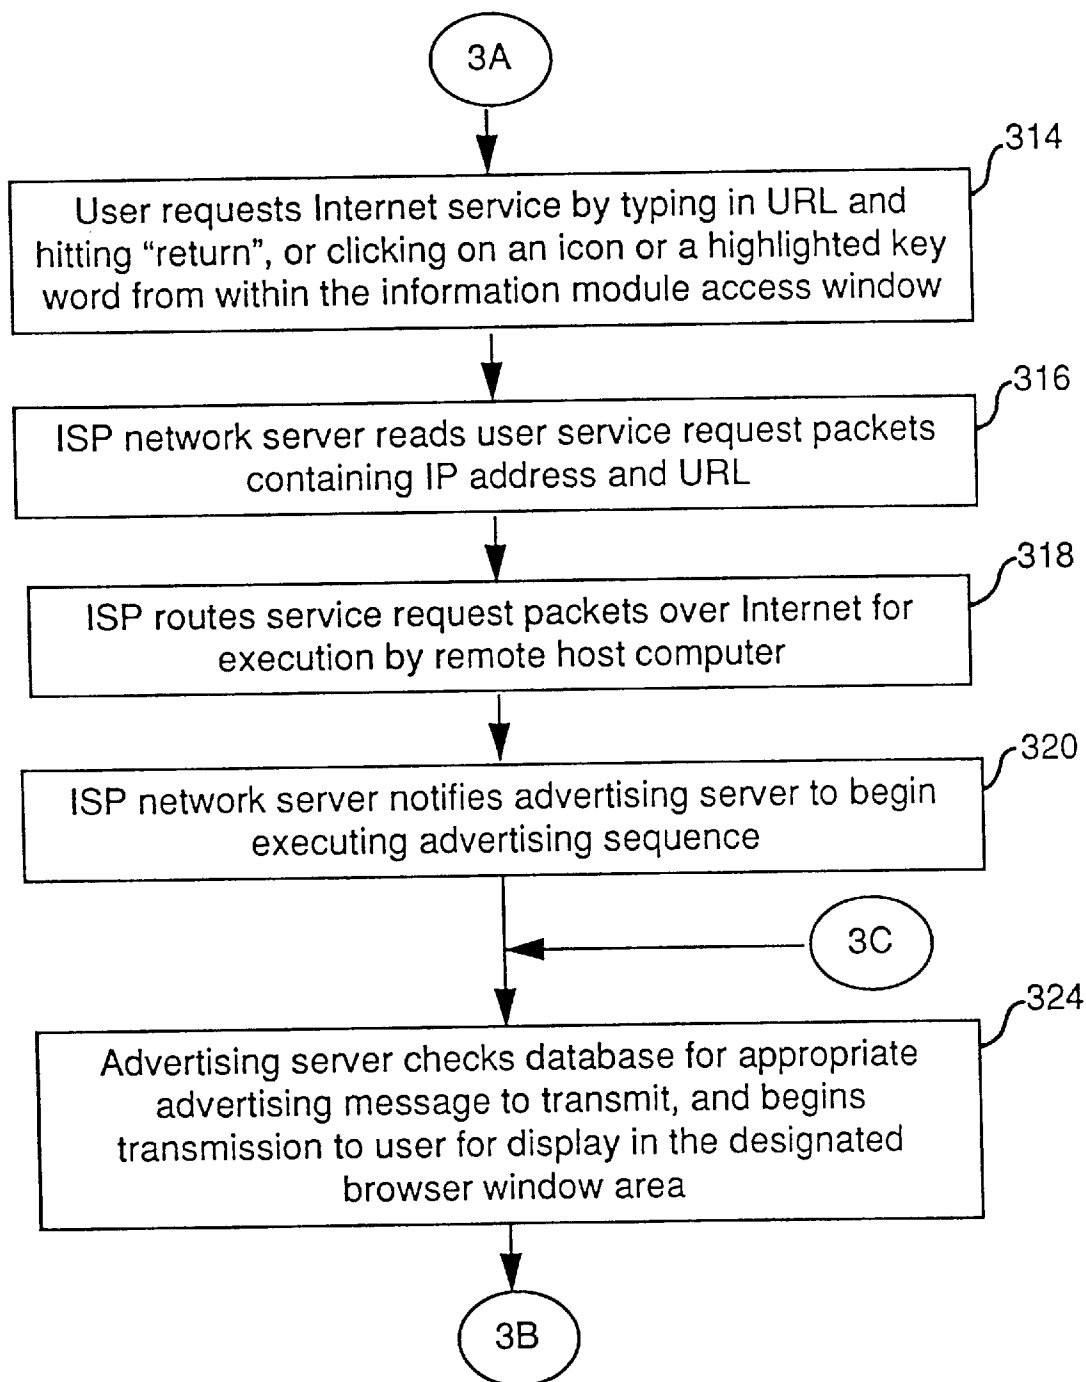 3A
314
User requests Internet service by typing in URL and
hitting “return”, or clicking on an icon or a highlighted key
word from within the information module access window
316
ISP network server reads user service request packets
containing IP address and URL
318
ISP routes service request packets over Internet for
execution by remote host computer
320
ISP network server notifies advertising server to begin
executing advertising sequence
3C
324
Advertising server checks database for appropriate
advertising message to transmit, and begins
transmission to user for display in the designated
browser window area
3B